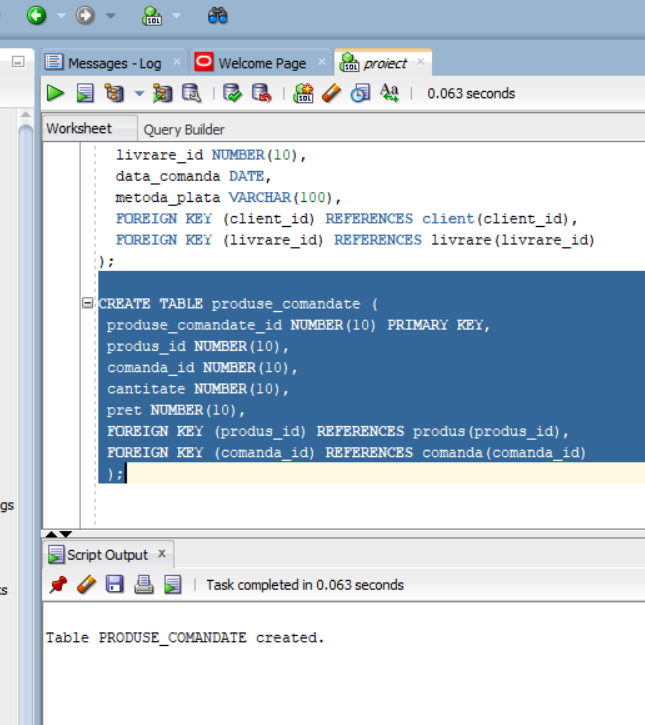 SQL
Messages - Log
Welcome Page
proiect
0.063 seconds
Worksheet
Query Builder
livrare_id NUMBER(10),
data_comanda DATE,
metoda_plata VARCHAR(100),
FOREIGN KEY (client_id) REFERENCES client(client_id),
FOREIGN KEY (livrare_id) REFERENCES livrare(livrare_id)
);
CREATE TABLE produse_comandate (
produse_comandate_id NUMBER(10) PRIMARY KEY,
produs_id NUMBER(10),
comanda_id NUMBER(10),
cantitate NUMBER(10),
pret NUMBER(10),
FOREIGN KEY (produs_id) REFERENCES produs(produs_id),
FOREIGN KEY (comanda_id) REFERENCES comanda(comanda_id)
);
gs
Script Output
ks
Task completed in 0.063 seconds
Table PRODUSE_COMANDATE created.